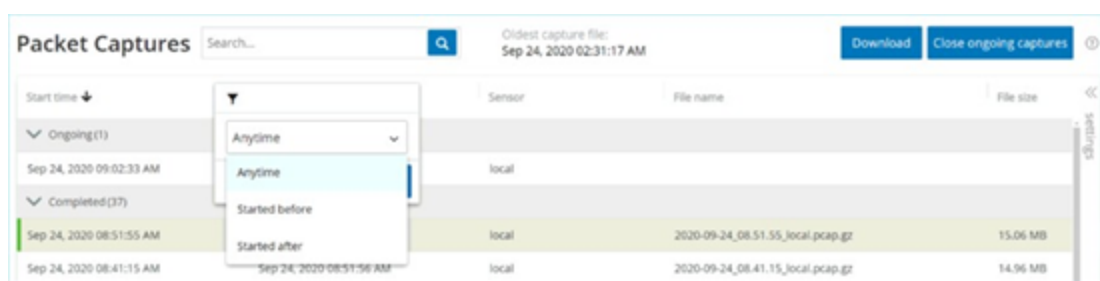 Packet Captures
Search...
Oldest capture file:
Sep 24, 2020 02:31:17 AM
Download
Close ongoing captures
Start time
Sensor
File name
File size
settings
Ongoing (1)
Anytime
Sep 24, 2020 09:02:33 AM
Anytime
local
Completed (37)
Started before
Sep 24, 2020 08:51:55 AM
Started after
local
2020-09-24_08.51.55_local.pcap.gz
15.06 MB
Sep 24, 2020 08:41:15 AM
Sep 24, 2020 08:51:56 AM
local
2020-09-24_08.41.15_local.pcap.gz
14.96 MB